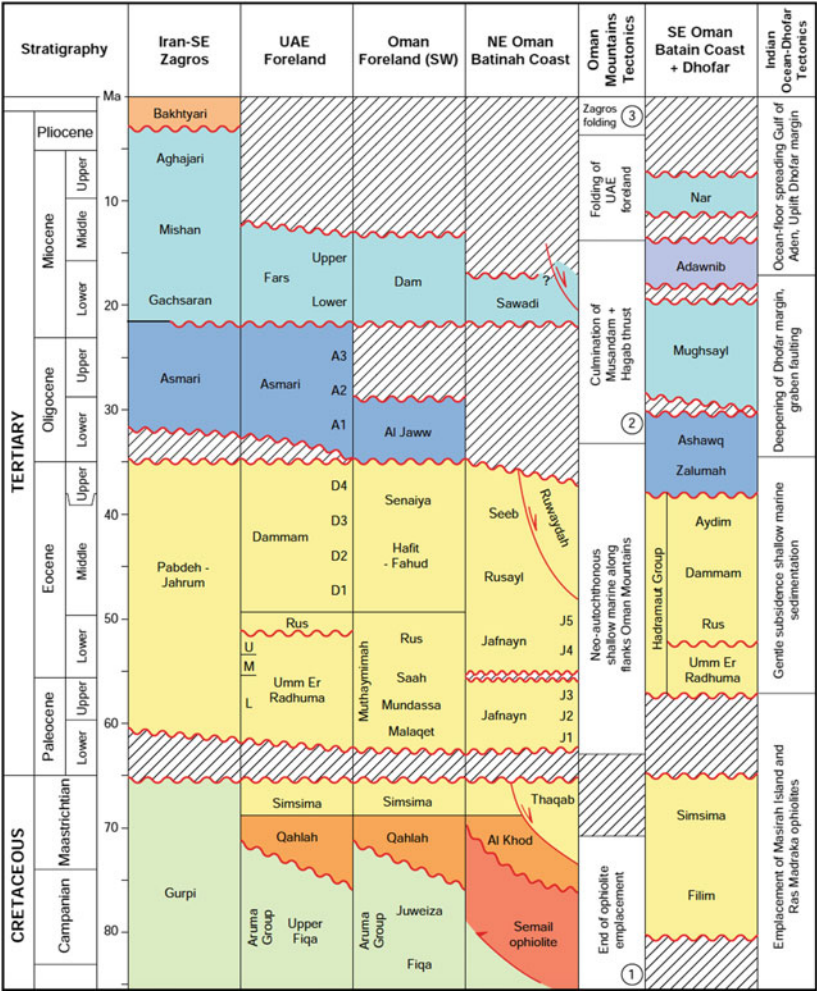 Stratigraphy
Iran-SE
Zagros
UAE
Foreland
Oman
Foreland (SW)
NE Oman
Batinah Coast
Oman
Mountains
Tectonics
SE Oman
Batain Coast
+ Dhofar
Indian
Ocean-Dhofar
Tectonics
Ma
10
20
30
40
50
60
70
80
TERTIARY
CRETACEOUS
Pliocene
Miocene
Upper
Middle
Lower
Oligocene
Upper
Lower
Eocene
Upper
Middle
Lower
Paleocene
Upper
Lower
Maastrichtian
Campanian
Bakhtyari
Aghajari
Mishan
Gachsaran
Asmari
Pabdeh -
Jahrum
Gurpi
Fars
Upper
Lower
Asmari
A3
A2
A1
Dammam
D4
D3
D2
D1
Rus
U
M
L
Umm Er
Radhuma
Simsima
Qahlah
Aruma
Group
Upper
Fiqa
Dam
Al Jaww
Senaiya
Hafit
- Fahud
Muthaymimah
Rus
Saah
Mundassa
Malaqet
Simsima
Qahlah
Aruma
Group
Juweiza
Fiqa
?
Sawadi
Seeb
Ruwaydah
Rusayl
Jafnayn
J5
J4
Jafnayn
J3
J2
J1
Thaqab
Al Khod
Semail
ophiolite
Zagros
folding
3
Folding of
UAE
foreland
Culmination of
Musandam +
Hagab thrust
2
Neo-autochthonous
shallow marine along
flanks Oman Mountains
End of ophiolite
emplacement
1
Nar
Adawnib
Mughsayl
Ashawq
Zalumah
Hadramaut Group
Aydim
Dammam
Rus
Umm Er
Radhuma
Simsima
Filim
Ocean-floor spreading Gulf of
Aden, Uplift Dhofar margin
Deepening of Dhofar margin,
graben faulting
Gentle subsidence shallow marine
sedimentation
Emplacement of Masirah Island and
Ras Madraka ophiolites